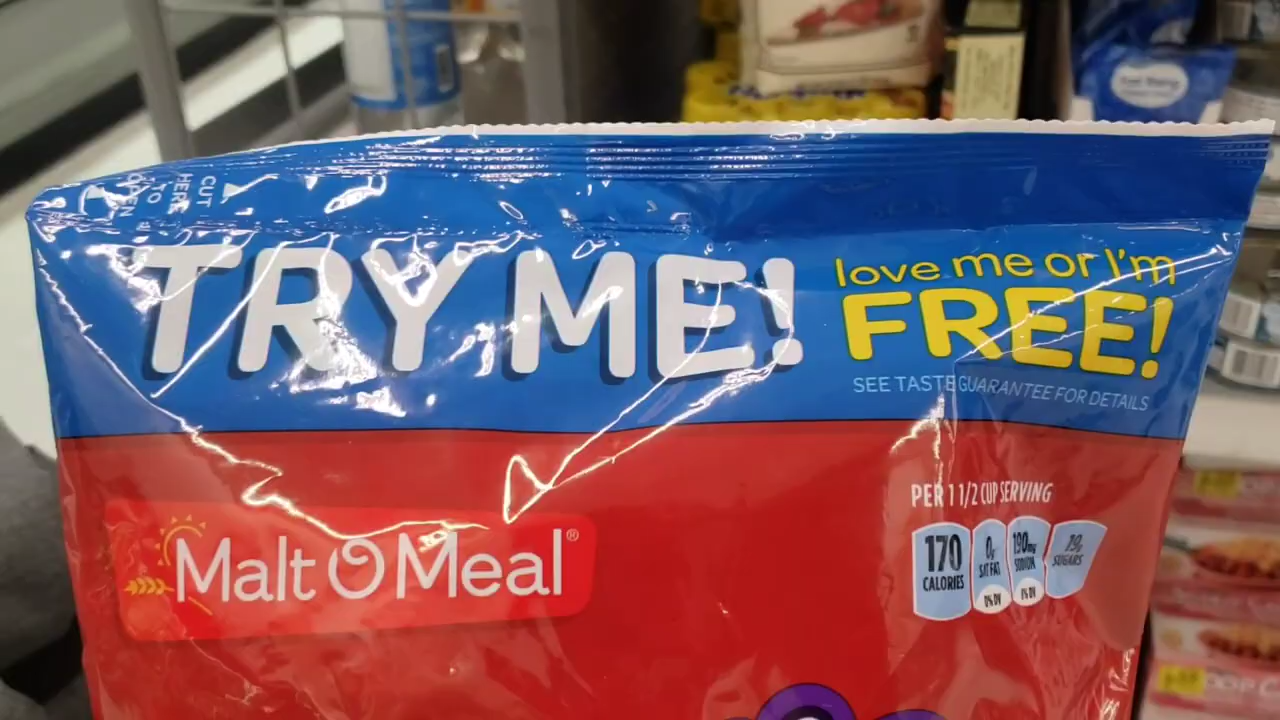 CUT
HERE
TO
OPEN
TRY ME!
love me or I'm
FREE!
SEE TASTE GUARANTEE FOR DETAILS
PER 1 1/2 CUP SERVING
170 CALORIES
0g SAT FAT 0% DV
190mg SODIUM 8% DV
19g SUGARS
Malt O Meal®